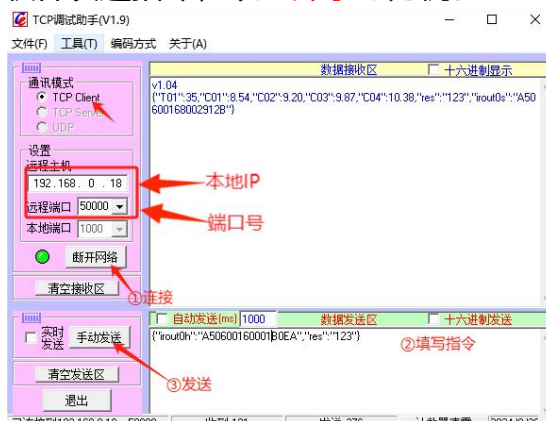 TCP调试助手(V1.9)
文件(F) 工具(T) 编码方式 关于(A)
通讯模式
TCP Client
TCP Server
UDP
设置
远程主机
192.168. 0 . 18
远程端口 50000
本地端口 1000
断开网络
清空接收区
数据接收区 十六进制显示
v1.04
{"T01":35,"C01":8.54,"C02":9.20,"C03":9.87,"C04":10.38,"res":"123","irout0s":"A50
600168002912B"}
本地IP
端口号
①连接
实时发送 手动发送
清空发送区
退出
自动发送(ms) 1000 数据发送区 十六进制发送
{"irout0h":"A50600160001B0EA","res":"123"}
②填写指令
③发送